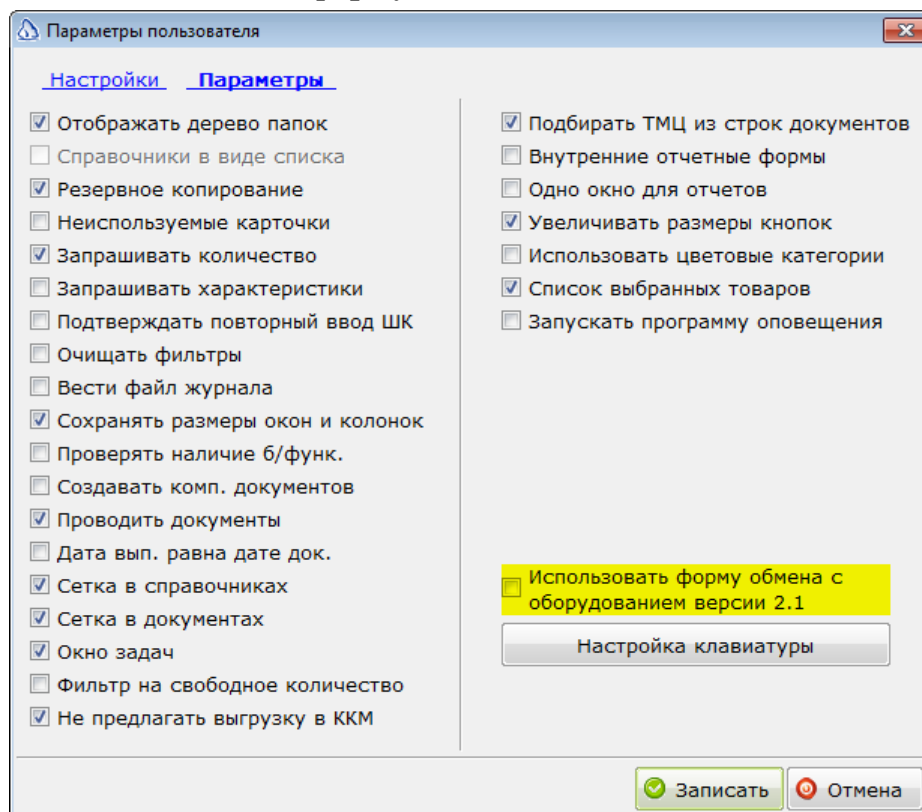 Параметры пользователя
Настройки Параметры
Отображать дерево папок
Справочники в виде списка
Резервное копирование
Неиспользуемые карточки
Запрашивать количество
Запрашивать характеристики
Подтверждать повторный ввод ШК
Очищать фильтры
Вести файл журнала
Сохранять размеры окон и колонок
Проверять наличие б/функ.
Создавать комп. документов
Проводить документы
Дата вып. равна дате док.
Сетка в справочниках
Сетка в документах
Окно задач
Фильтр на свободное количество
Не предлагать выгрузку в ККМ
Подбирать ТМЦ из строк документов
Внутренние отчетные формы
Одно окно для отчетов
Увеличивать размеры кнопок
Использовать цветовые категории
Список выбранных товаров
Запускать программу оповещения
Использовать форму обмена с
оборудованием версии 2.1
Настройка клавиатуры
Записать Отмена